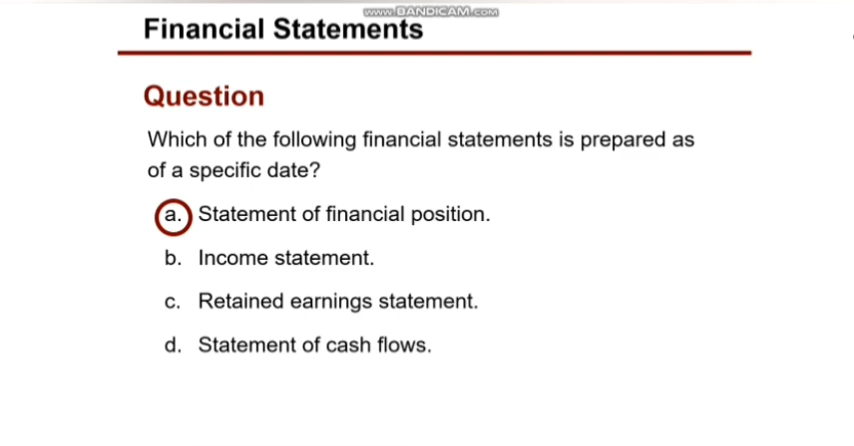 www.BANDICAM.com
Financial Statements
Question
Which of the following financial statements is prepared as
of a specific date?
a. Statement of financial position.
b. Income statement.
c. Retained earnings statement.
d. Statement of cash flows.